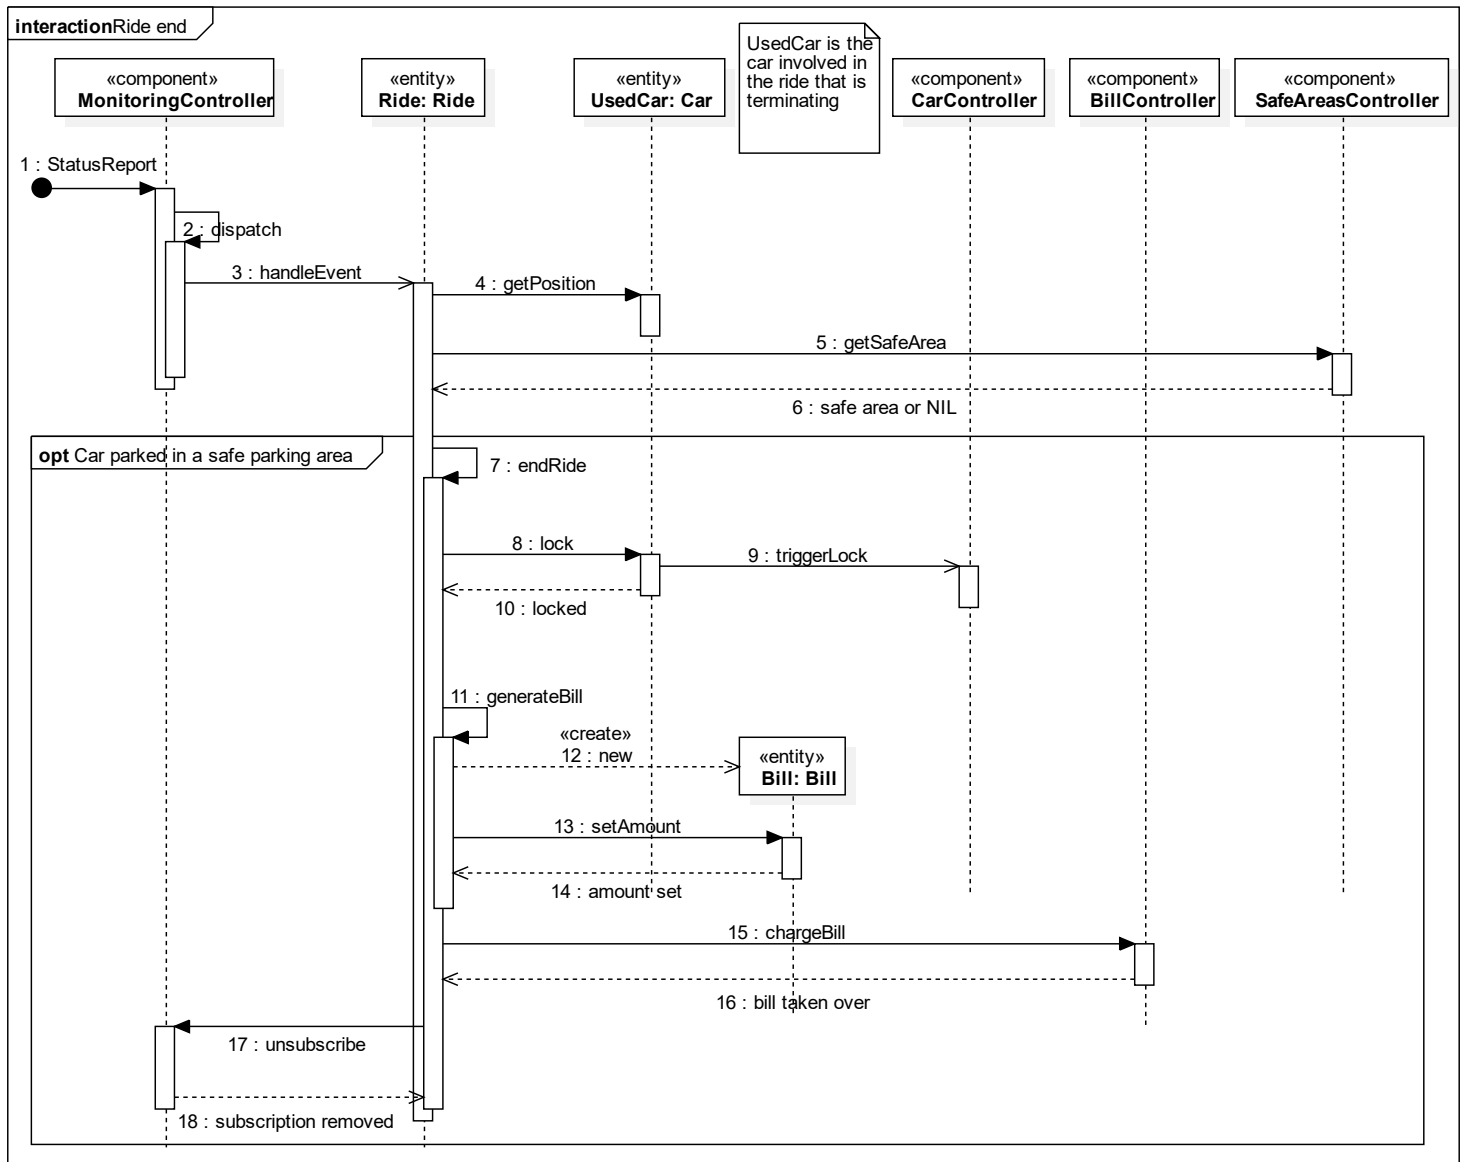 interactionRide end
UsedCar is the
car involved in
the ride that is
terminating
«component»
MonitoringController
«entity»
Ride: Ride
«entity»
UsedCar: Car
«component»
CarController
«component»
BillController
«component»
SafeAreasController
1 : StatusReport
2 : dispatch
3 : handleEvent
4 : getPosition
5 : getSafeArea
6 : safe area or NIL
opt Car parked in a safe parking area
7 : endRide
8 : lock
9 : triggerLock
10 : locked
11 : generateBill
«create»
12 : new
«entity»
Bill: Bill
13 : setAmount
14 : amount set
15 : chargeBill
16 : bill taken over
17 : unsubscribe
18 : subscription removed